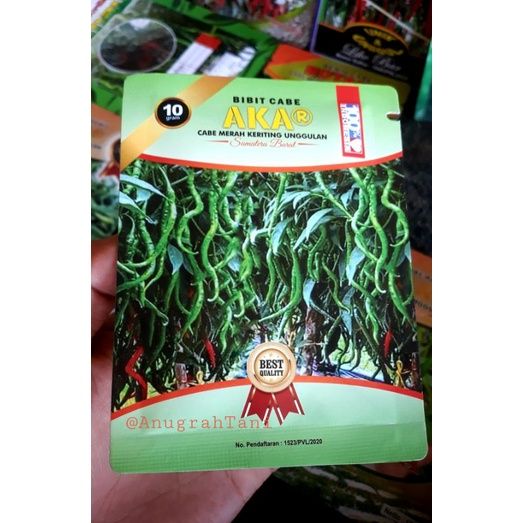 10
gram
BIBIT CABE
AKA®
CABE MERAH KERITING UNGGULAN
Sumatera Barat
100%
BEST
QUALITY
@AnugrahTani
No. Pendaftaran : 1523/PVL/2020